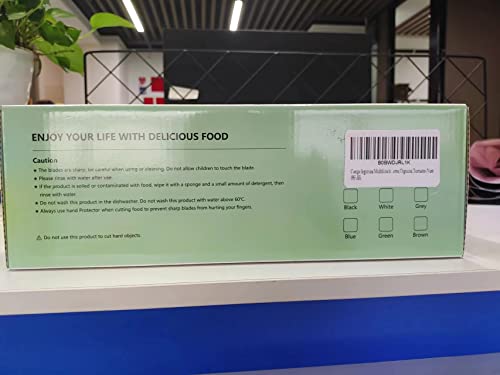 ENJOY YOUR LIFE WITH DELICIOUS FOOD
Caution
● The blades are sharp, be careful when using or cleaning. Do not allow children to touch the blade.
● Please rinse with water after use.
● If the product is soiled or contaminated with food, wipe it with a sponge and a small amount of detergent, then
rinse with water.
● Do not wash this product in the dishwasher. Do not wash this product with water above 60℃.
● Always use hand Protector when cutting food to prevent sharp blades from hurting your fingers.
⚠ Do not use this product to cut hard objects.
Black White Grey
Blue Green Brown